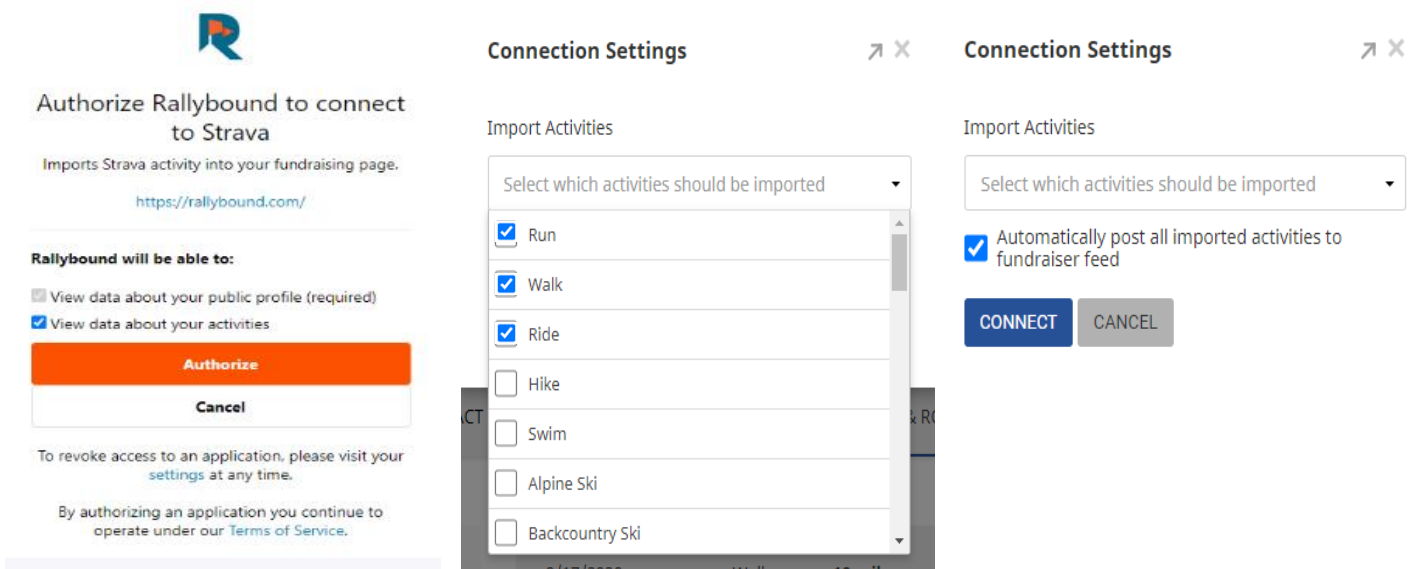 Authorize Rallybound to connect
to Strava
Imports Strava activity into your fundraising page.
https://rallybound.com/
Rallybound will be able to:
View data about your public profile (required)
View data about your activities
Authorize
Cancel
To revoke access to an application, please visit your
settings at any time.
By authorizing an application you continue to
operate under our Terms of Service.
Connection Settings
Import Activities
Select which activities should be imported
Run
Walk
Ride
Hike
Swim
Alpine Ski
Backcountry Ski
Connection Settings
Import Activities
Select which activities should be imported
Automatically post all imported activities to
fundraiser feed
CONNECT
CANCEL